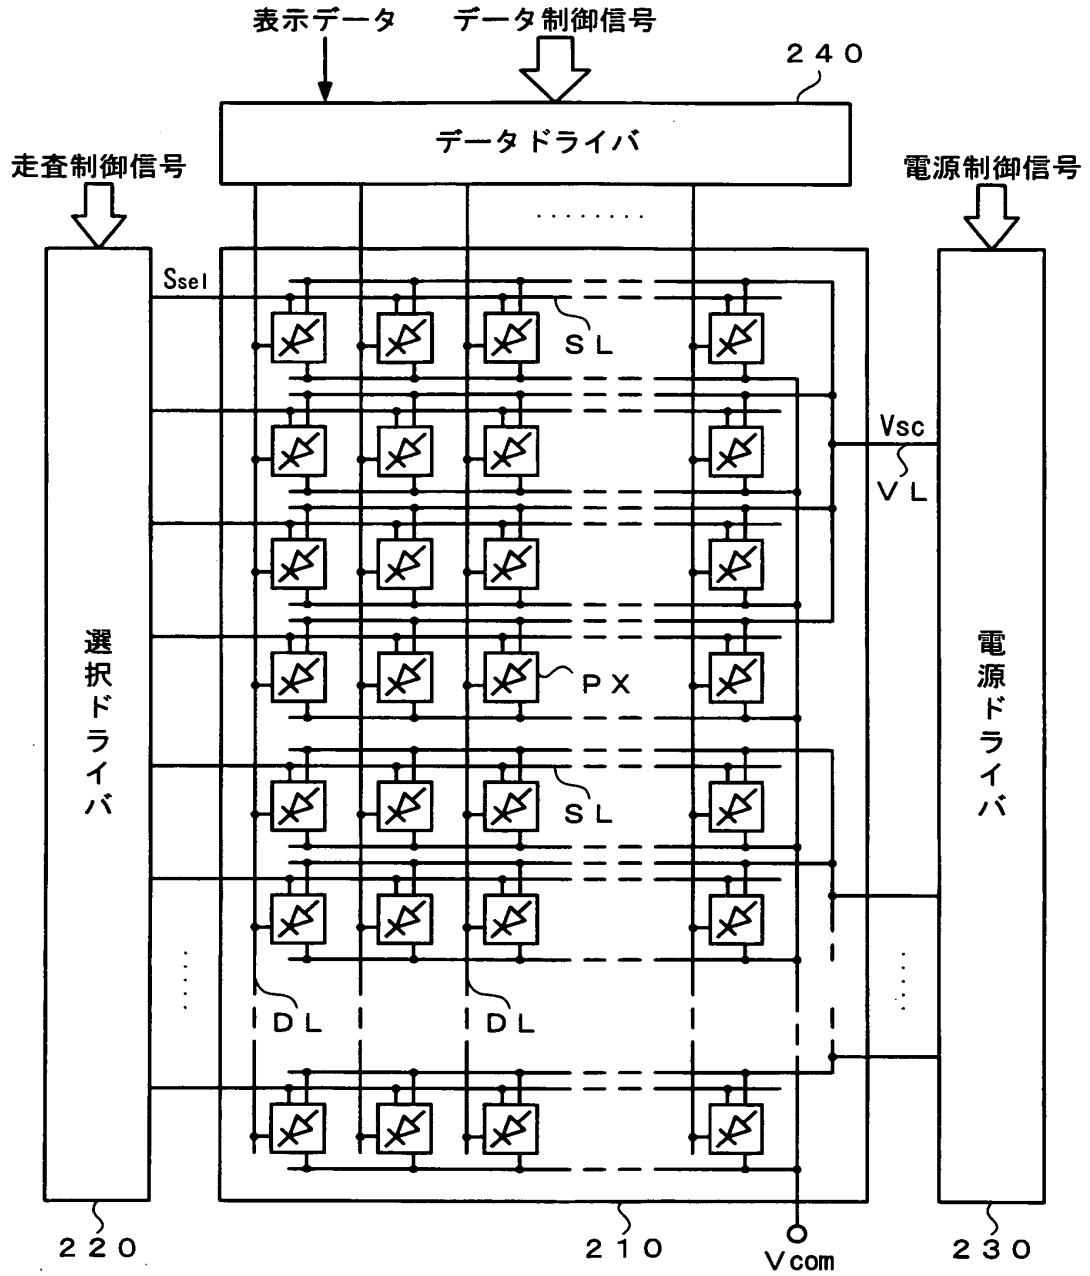 表示データ
データ制御信号
240
データドライバ
走査制御信号
電源制御信号
Ssel
SL
Vsc
VL
選択ドライバ
PX
電源ドライバ
SL
DL
DL
220
210
Vcom
230